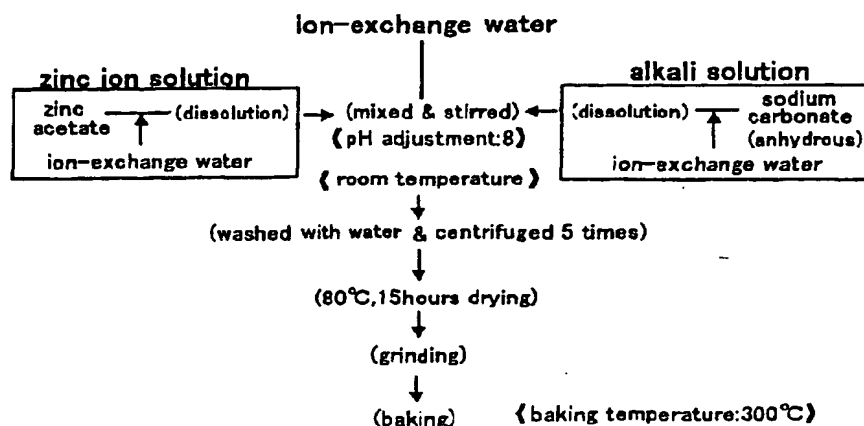 ion-exchange water
zinc ion solution
alkali solution
zinc acetate
(dissolution)
ion-exchange water
(mixed & stirred)
《pH adjustment:8》
(dissolution)
sodium carbonate (anhydrous)
ion-exchange water
《room temperature》
(washed with water & centrifuged 5 times)
(80℃,15hours drying)
(grinding)
(baking)
《baking temperature:300℃》